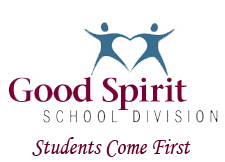 Good Spirit
SCHOOL DIVISION
Students Come First